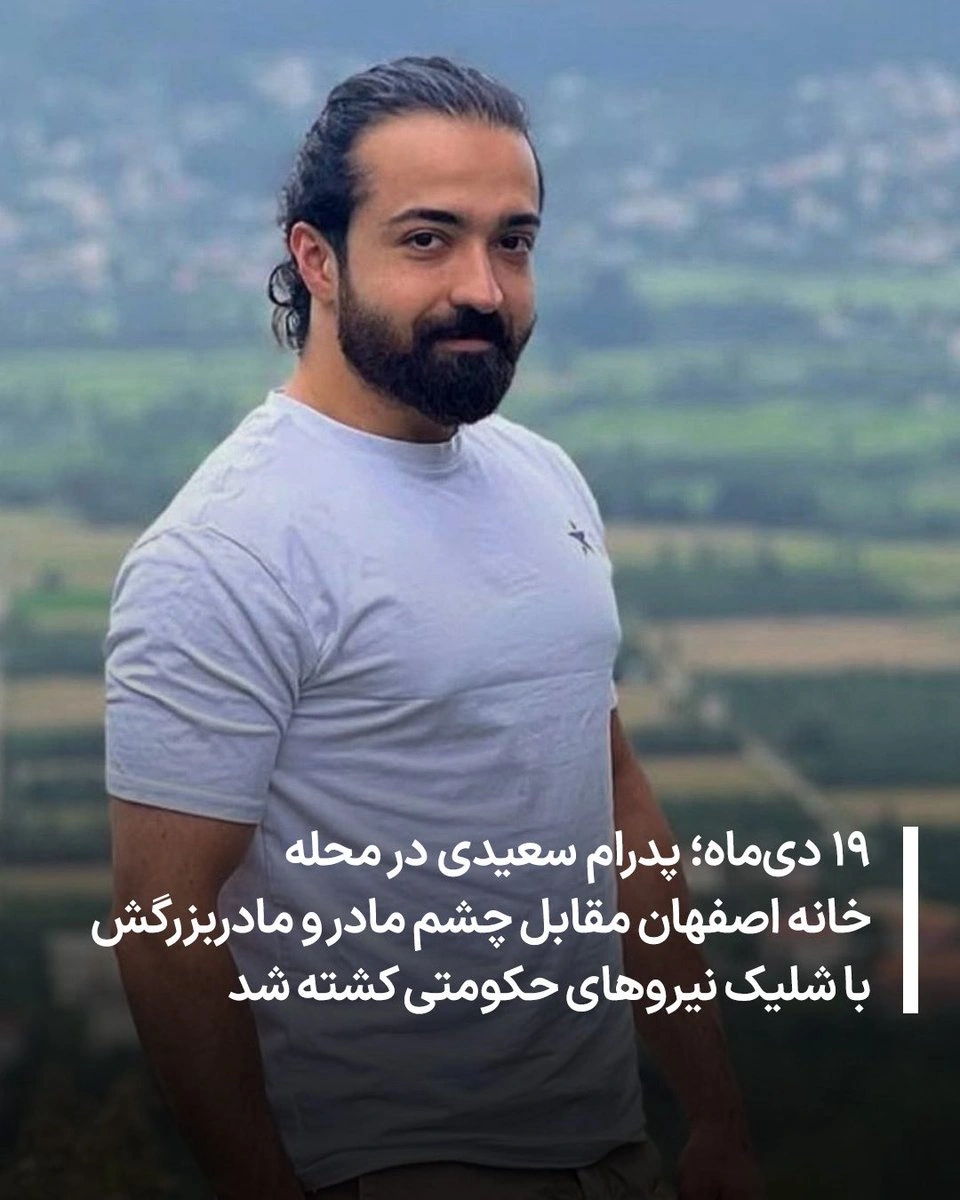 ۱۹ دی‌ماه؛ پدرام سعیدی در محله
خانه اصفهان مقابل چشم مادر و مادربزرگش
با شلیک نیروهای حکومتی کشته شد